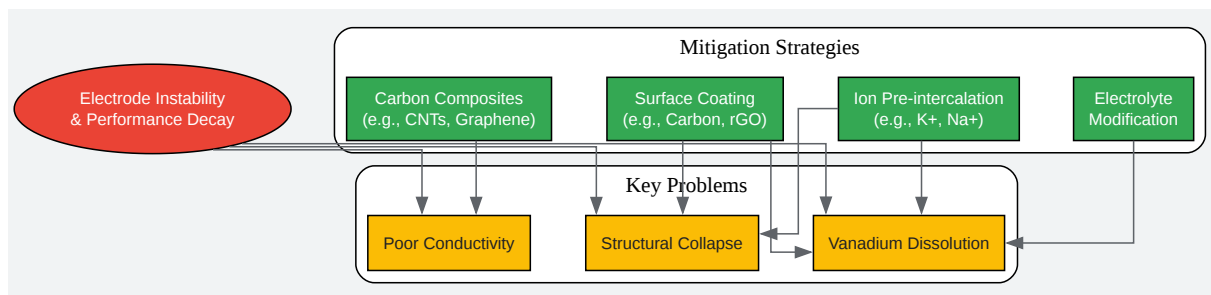 Mitigation Strategies
Electrode Instability
& Performance Decay
Carbon Composites
(e.g., CNTs, Graphene)
Surface Coating
(e.g., Carbon, rGO)
Ion Pre-intercalation
(e.g., K+, Na+)
Electrolyte
Modification
Key Problems
Poor Conductivity
Structural Collapse
Vanadium Dissolution